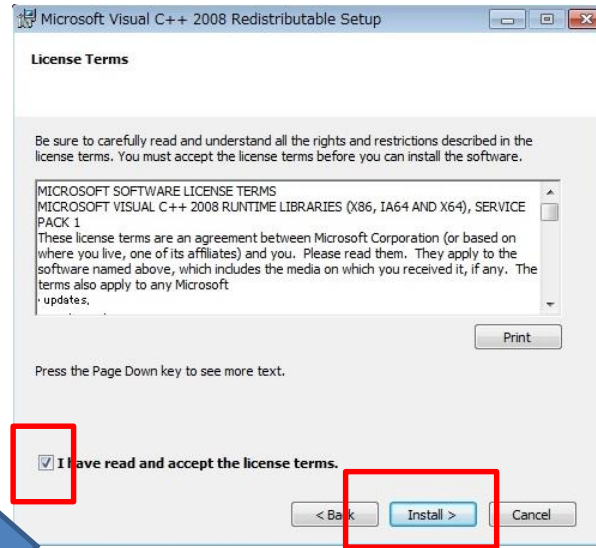 Microsoft Visual C++ 2008 Redistributable Setup
License Terms
Be sure to carefully read and understand all the rights and restrictions described in the
license terms. You must accept the license terms before you can install the software.
MICROSOFT SOFTWARE LICENSE TERMS
MICROSOFT VISUAL C++ 2008 RUNTIME LIBRARIES (X86, IA64 AND X64), SERVICE
PACK 1
These license terms are an agreement between Microsoft Corporation (or based on
where you live, one of its affiliates) and you.  Please read them.  They apply to the
software named above, which includes the media on which you received it, if any.  The
terms also apply to any Microsoft
· updates,
Print
Press the Page Down key to see more text.
I have read and accept the license terms.
< Back
Install >
Cancel